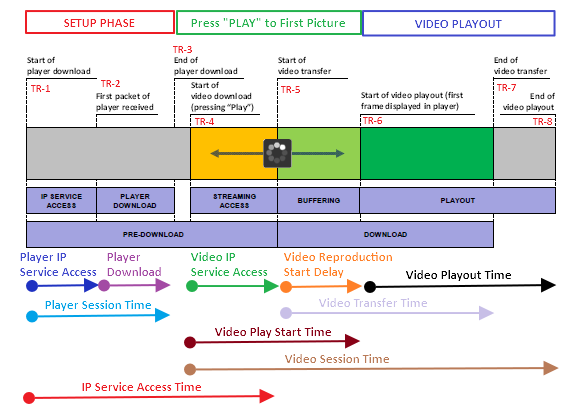 SETUP PHASE
Press "PLAY" to First Picture
VIDEO PLAYOUT
TR-3
Start of
player download
TR-1
TR-2
First packet of
player received
End of
player download
Start of
video download
(pressing “Play”)
TR-4
Start of
video transfer
TR-5
Start of video playout (first
frame displayed in player)
TR-6
End of
video transfer
TR-7
End of
video playout
TR-8
IP SERVICE
ACCESS
PLAYER
DOWNLOAD
STREAMING
ACCESS
BUFFERING
PLAYOUT
PRE-DOWNLOAD
DOWNLOAD
Player IP
Service Access
Player
Download
Video IP
Service Access
Video Reproduction
Start Delay
Video Playout Time
Player Session Time
Video Transfer Time
Video Play Start Time
Video Session Time
IP Service Access Time